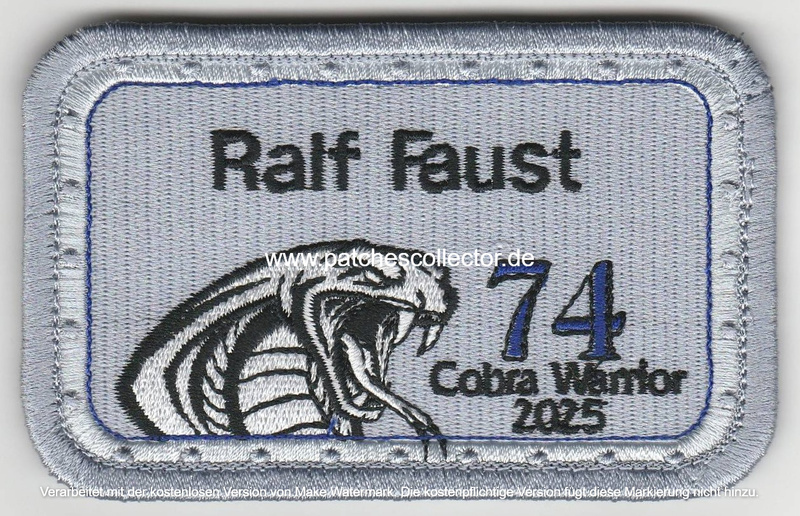 Ralf Faust
www.patchescollector.de
74
Cobra Warrior
2025
Verarbeitet mit der kostenlosen Version von Make Watermark. Die kostenpflichtige Version fügt diese Markierung nicht hinzu.